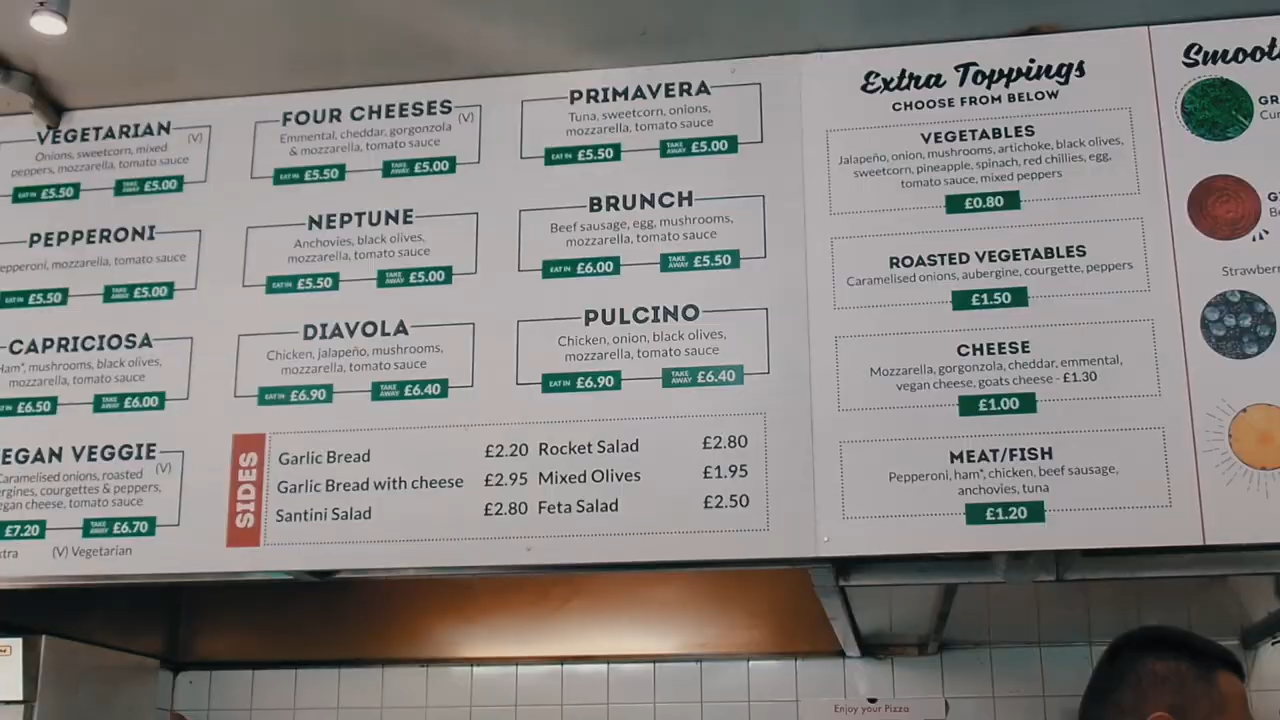 VEGETARIAN
(V)
Onions, sweetcorn, mixed
peppers, mozzarella, tomato sauce
EAT IN £5.50 TAKE AWAY £5.00
PEPPERONI
mozzarella, tomato sauce
EAT IN £5.50 TAKE AWAY £5.00
CAPRICIOSA
mushrooms, black olives,
mozzarella, tomato sauce
£6.50 TAKE AWAY £6.00
VEGGIE
(V)
Caramelised onions, roasted
courgettes & peppers,
cheese, tomato sauce
£7.20 TAKE AWAY £6.70
(V) Vegetarian
FOUR CHEESES
(V)
Emmental, cheddar, gorgonzola
& mozzarella, tomato sauce
EAT IN £5.50 TAKE AWAY £5.00
NEPTUNE
Anchovies, black olives,
mozzarella, tomato sauce
EAT IN £5.50 TAKE AWAY £5.00
DIAVOLA
Chicken, jalapeño, mushrooms,
mozzarella, tomato sauce
EAT IN £6.90 TAKE AWAY £6.40
PRIMAVERA
Tuna, sweetcorn, onions,
mozzarella, tomato sauce
EAT IN £5.50 TAKE AWAY £5.00
BRUNCH
Beef sausage, egg, mushrooms,
mozzarella, tomato sauce
EAT IN £6.00 TAKE AWAY £5.50
PULCINO
Chicken, onion, black olives,
mozzarella, tomato sauce
EAT IN £6.90 TAKE AWAY £6.40
SIDES
Garlic Bread £2.20 Rocket Salad £2.80
Garlic Bread with cheese £2.95 Mixed Olives £1.95
Santini Salad £2.80 Feta Salad £2.50
Extra Toppings
CHOOSE FROM BELOW
VEGETABLES
Jalapeño, onion, mushrooms, artichoke, black olives,
sweetcorn, pineapple, spinach, red chillies, egg,
tomato sauce, mixed peppers
£0.80
ROASTED VEGETABLES
Caramelised onions, aubergine, courgette, peppers
£1.50
CHEESE
Mozzarella, gorgonzola, cheddar, emmental,
vegan cheese, goats cheese - £1.30
£1.00
MEAT/FISH
Pepperoni, ham*, chicken, beef sausage,
anchovies, tuna
£1.20
Enjoy your Pizza